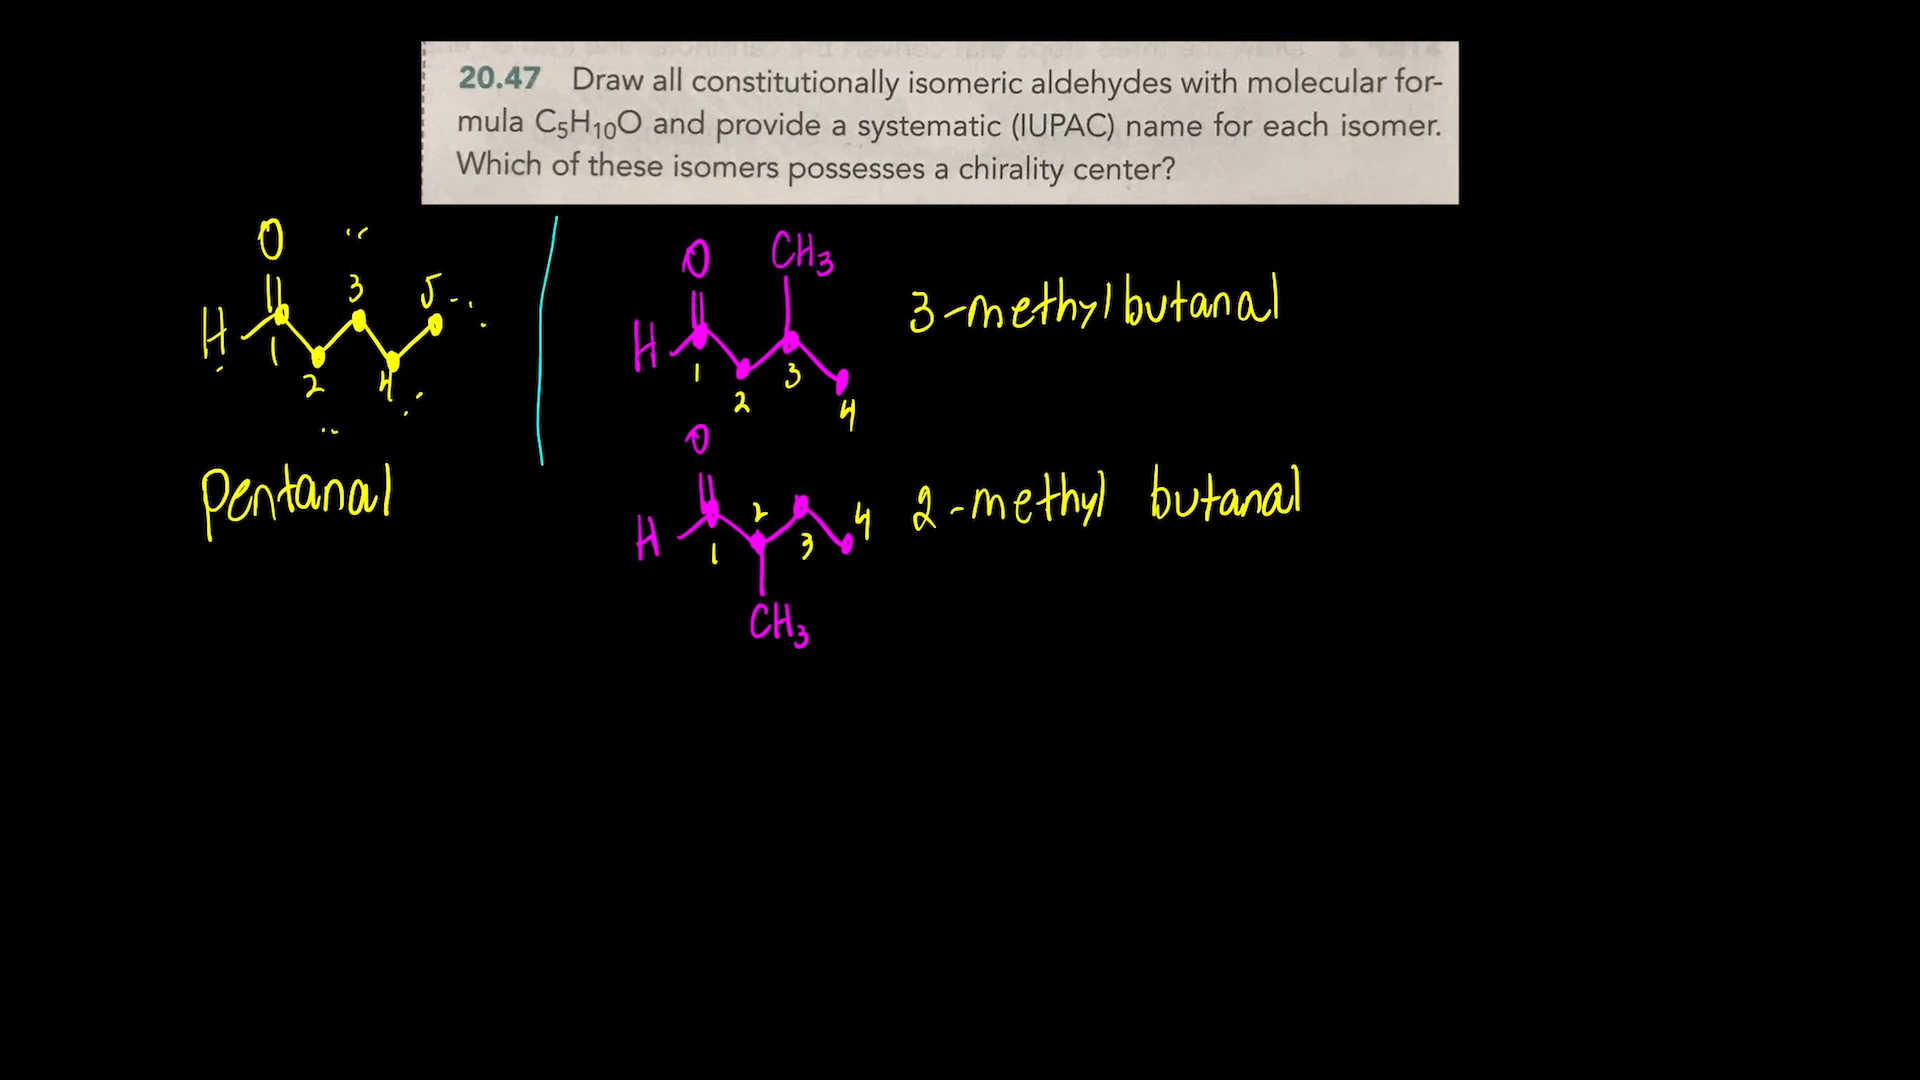 20.47 Draw all constitutionally isomeric aldehydes with molecular for-
mula C5H10O and provide a systematic (IUPAC) name for each isomer.
Which of these isomers possesses a chirality center?
O
H
1
2
3
4
5
Pentanal
O
CH3
H
1
2
3
4
3-methylbutanal
O
H
1
2
3
4
CH3
2-methyl butanal